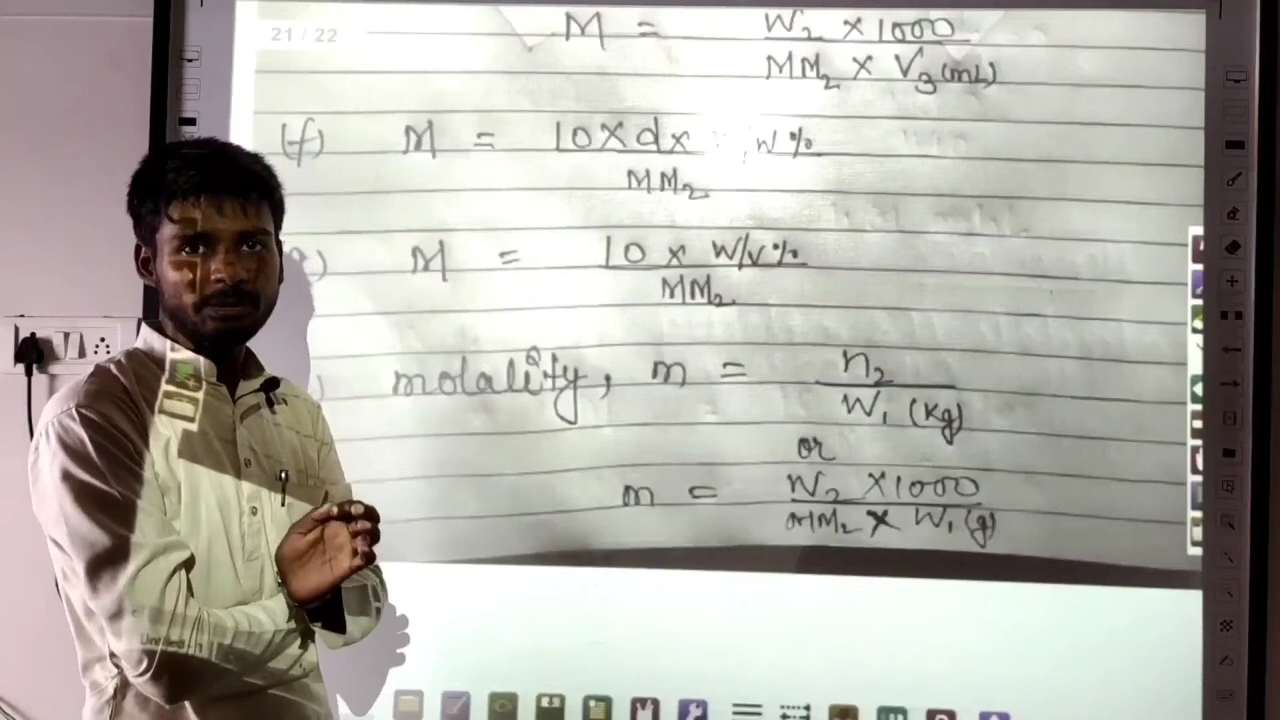 21 / 22
M = W₂ × 1000
MM₂ × V₃ (mL)
(f) M = 10 × d × W%
MM₂
) M = 10 × W/V%
MM₂
molality, m = n₂
W₁ (Kg)
or
m = W₂ × 1000
MM₂ × W₁ (g)